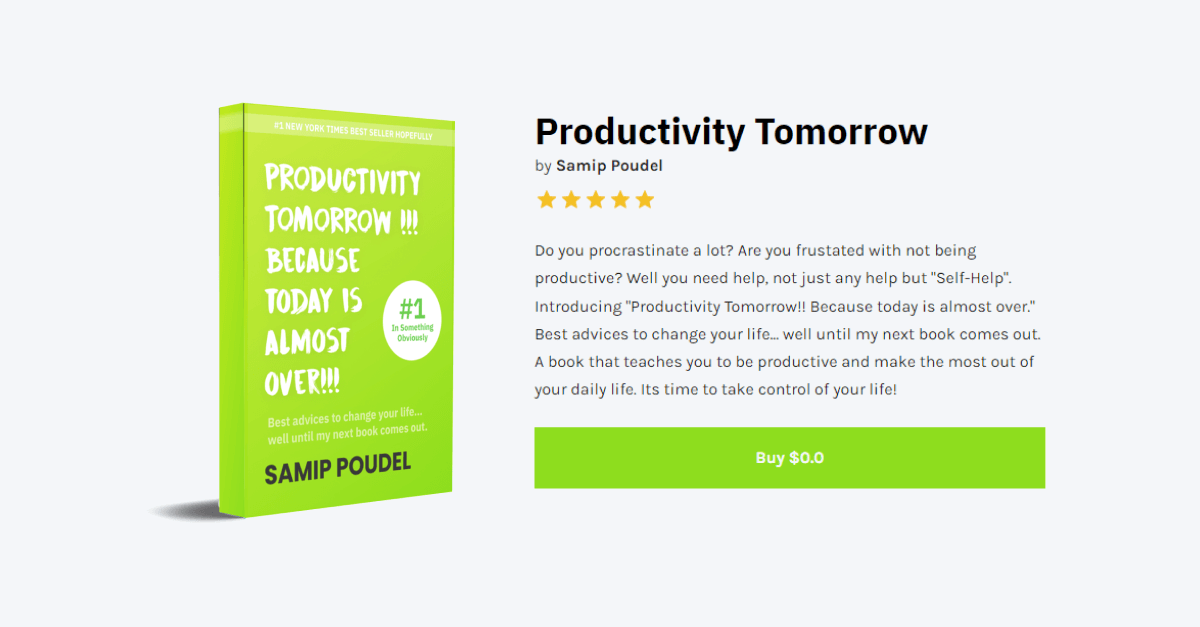 #1 NEW YORK TIMES BEST SELLER HOPEFULLY
PRODUCTIVITY
TOMORROW !!!
BECAUSE
TODAY IS
ALMOST
OVER!!!
#1
In Something
Obviously
Best advices to change your life...
well until my next book comes out.
SAMIP POUDEL
Productivity Tomorrow
by Samip Poudel
Do you procrastinate a lot? Are you frustated with not being
productive? Well you need help, not just any help but "Self-Help".
Introducing "Productivity Tomorrow!! Because today is almost over."
Best advices to change your life... well until my next book comes out.
A book that teaches you to be productive and make the most out of
your daily life. Its time to take control of your life!
Buy $0.0